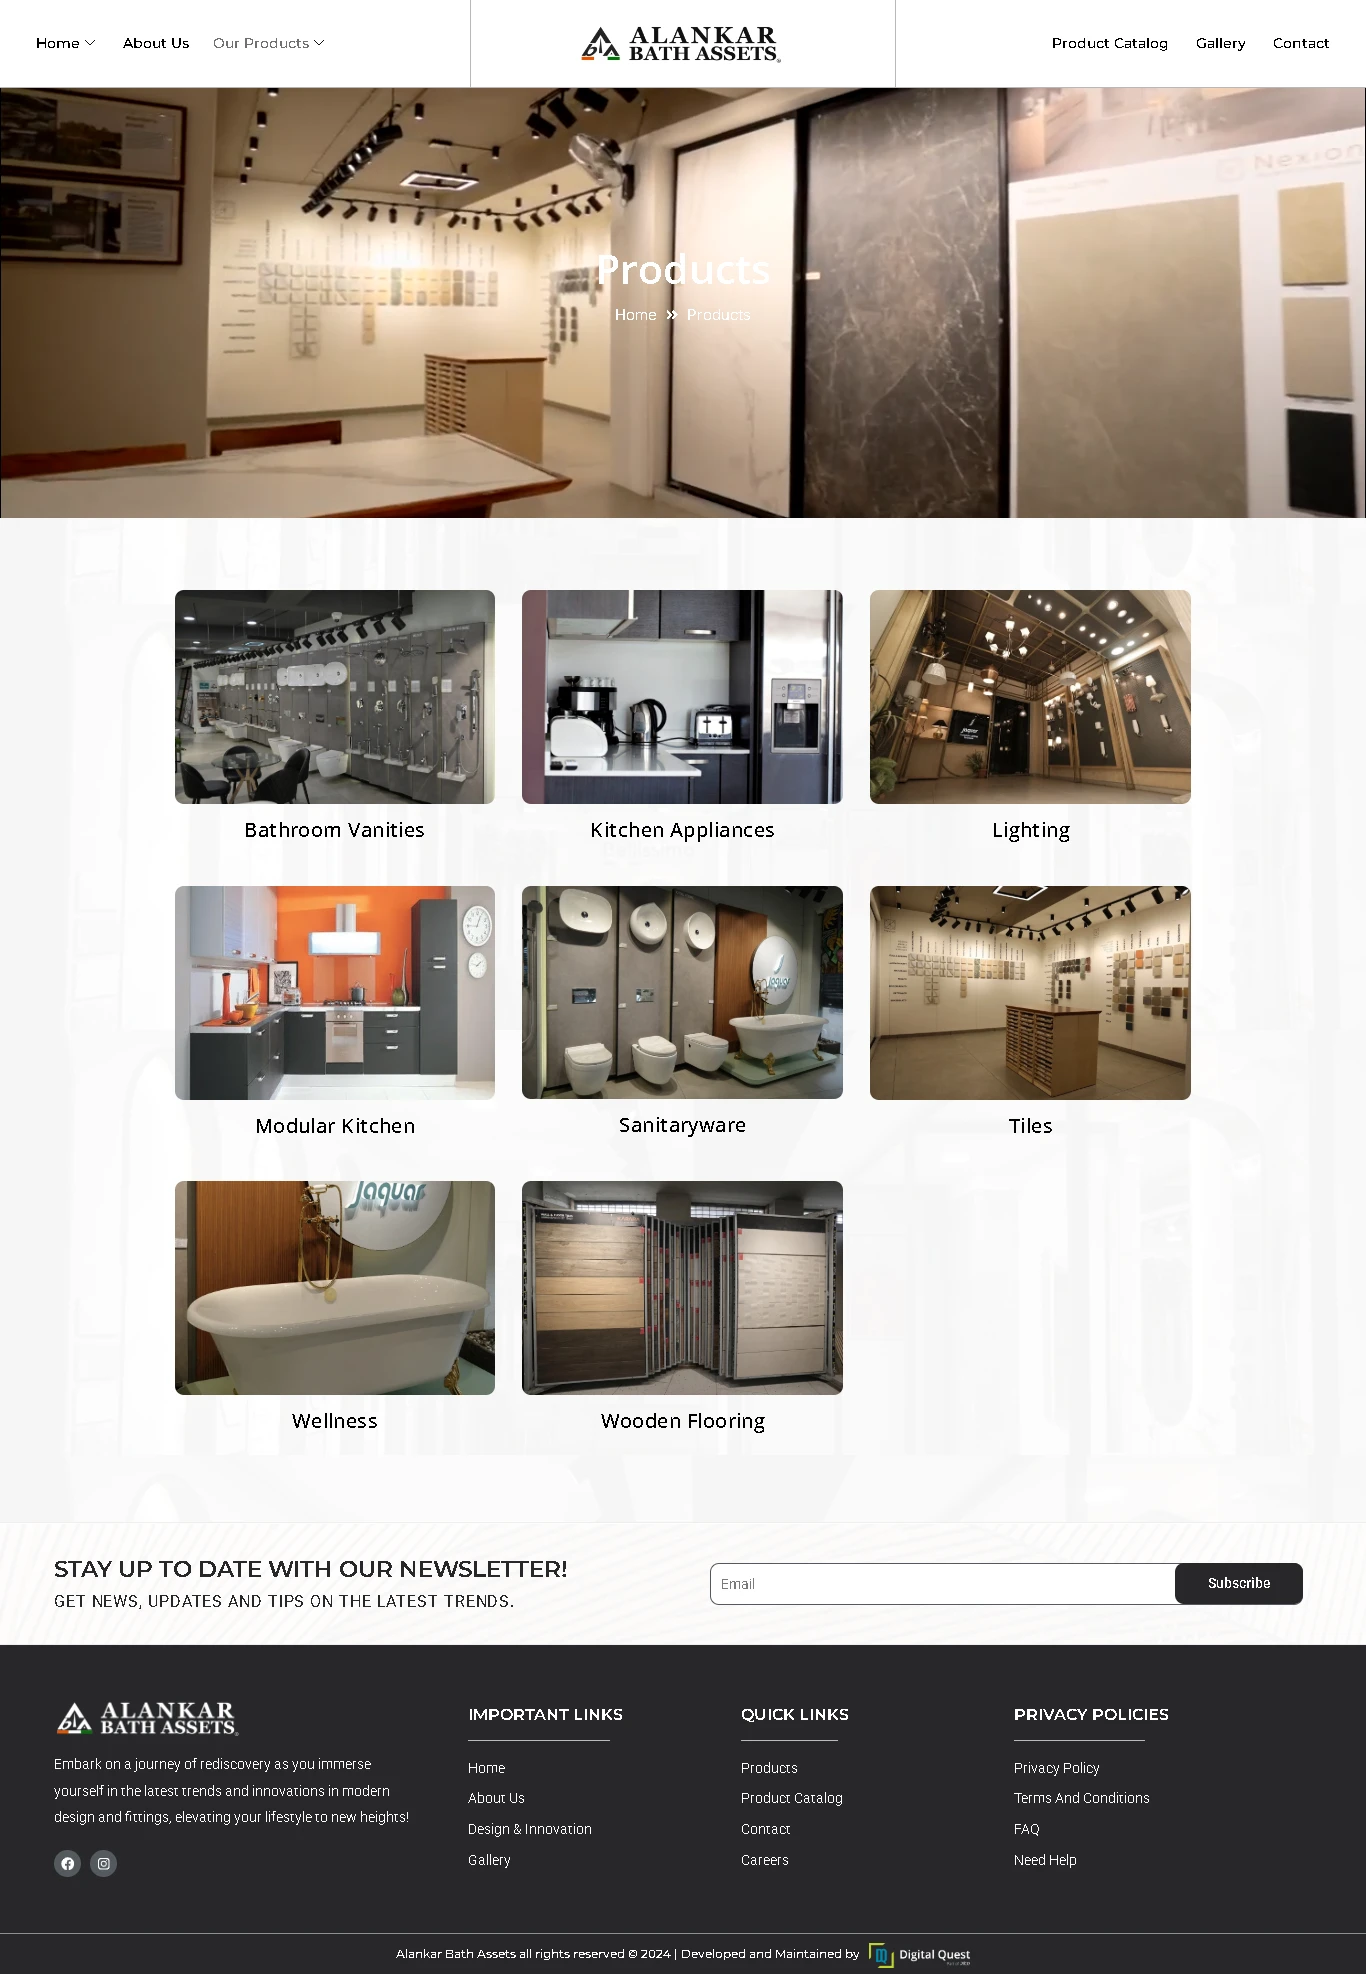 Home
About Us
Our Products
ALANKAR
BATH ASSETS
Product Catalog
Gallery
Contact
Nexion
Products
Home » Products
Bathroom Vanities
Kitchen Appliances
Jaquar
Lighting
Modular Kitchen
Jaquar
Sanitaryware
Tiles
Jaquar
Wellness
Wooden Flooring
STAY UP TO DATE WITH OUR NEWSLETTER!
GET NEWS, UPDATES AND TIPS ON THE LATEST TRENDS.
Email
Subscribe
ALANKAR
BATH ASSETS
Embark on a journey of rediscovery as you immerse
yourself in the latest trends and innovations in modern
design and fittings, elevating your lifestyle to new heights!
IMPORTANT LINKS
Home
About Us
Design & Innovation
Gallery
QUICK LINKS
Products
Product Catalog
Contact
Careers
PRIVACY POLICIES
Privacy Policy
Terms And Conditions
FAQ
Need Help
Alankar Bath Assets all rights reserved © 2024 | Developed and Maintained by Digital Quest